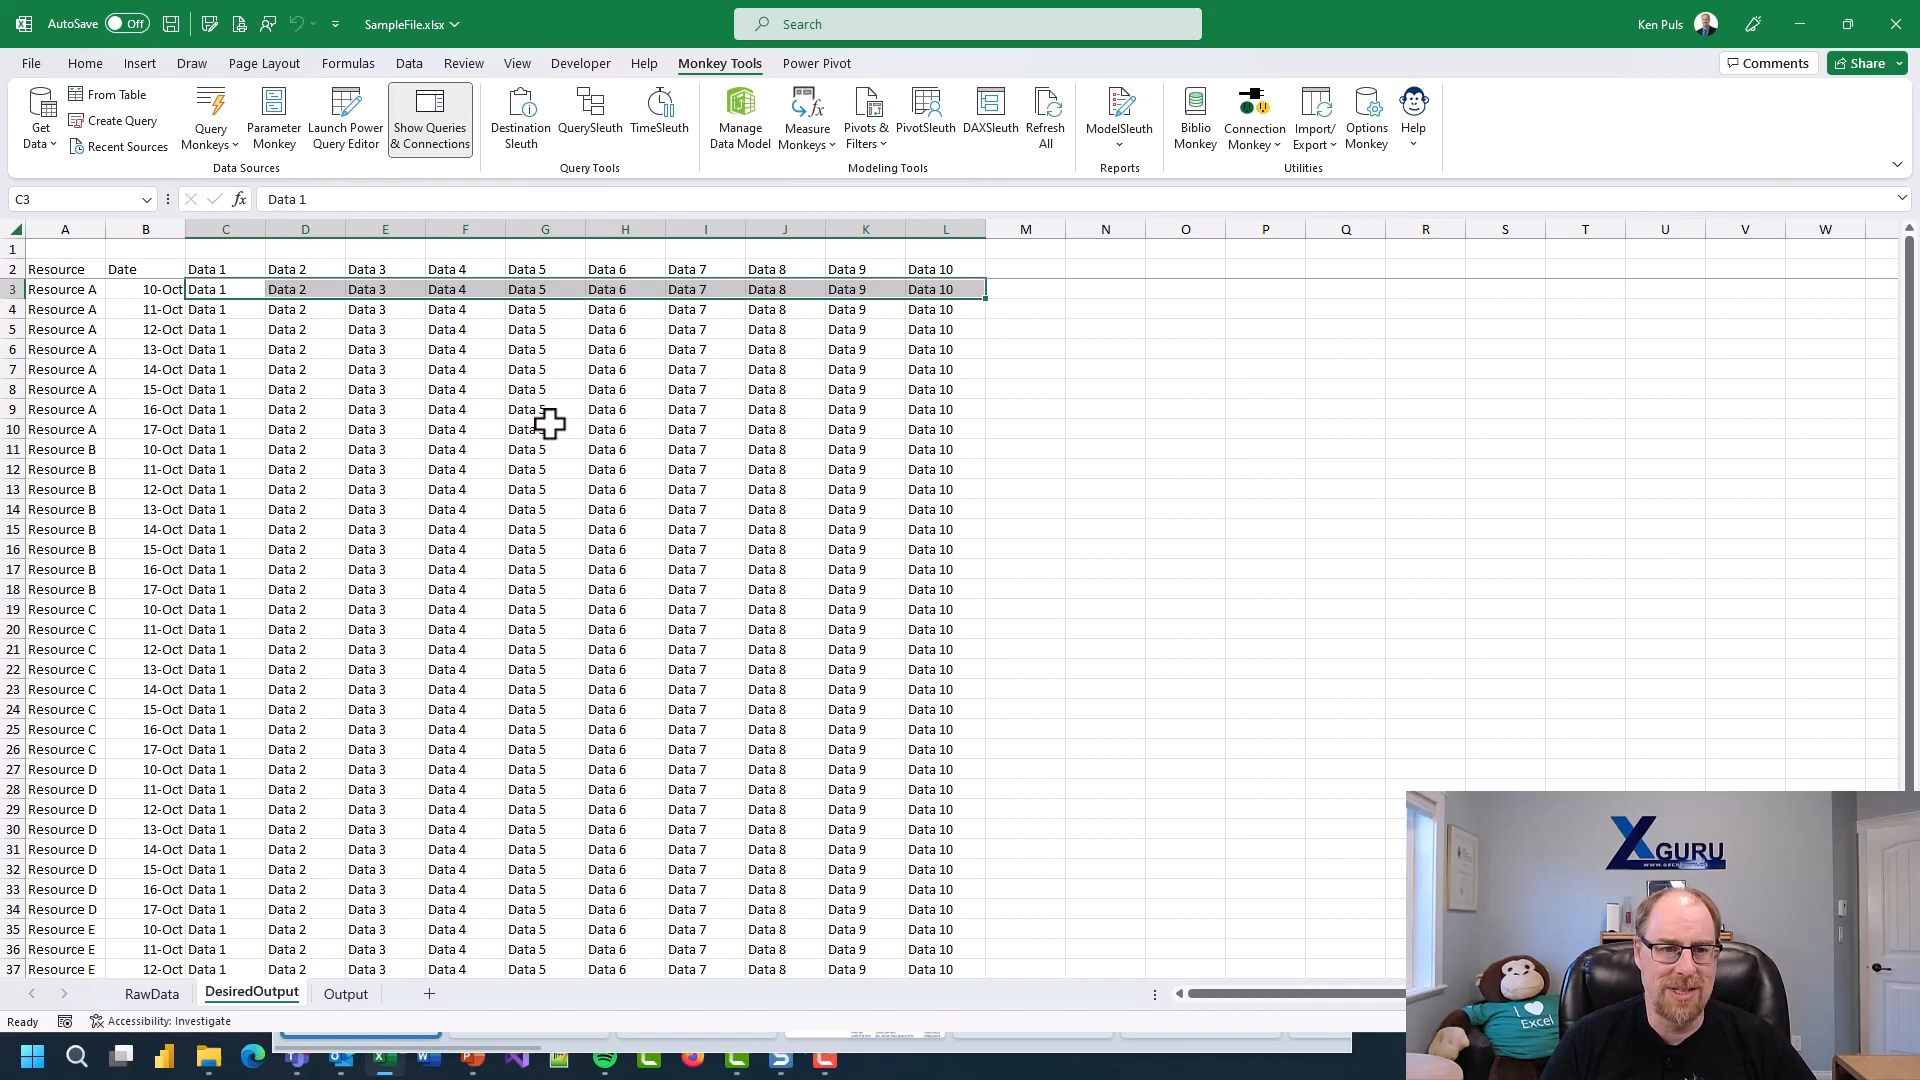 AutoSave Off SampleFile.xlsx Search Ken Puls
File Home Insert Draw Page Layout Formulas Data Review View Developer Help Monkey Tools Power Pivot Comments Share
Get Data From Table Create Query Recent Sources Query Monkeys Parameter Monkey Launch Power Query Editor Show Queries & Connections Destination Sleuth QuerySleuth TimeSleuth Manage Data Model Measure Monkeys Pivots & Filters PivotSleuth DAXSleuth Refresh All ModelSleuth Biblio Monkey Connection Monkey Import/ Export Options Monkey Help
Data Sources Query Tools Modeling Tools Reports Utilities
C3 fx Data 1
A B C D E F G H I J K L M N O P Q R S T U V W
1
2 Resource Date Data 1 Data 2 Data 3 Data 4 Data 5 Data 6 Data 7 Data 8 Data 9 Data 10
3 Resource A 10-Oct Data 1 Data 2 Data 3 Data 4 Data 5 Data 6 Data 7 Data 8 Data 9 Data 10
4 Resource A 11-Oct Data 1 Data 2 Data 3 Data 4 Data 5 Data 6 Data 7 Data 8 Data 9 Data 10
5 Resource A 12-Oct Data 1 Data 2 Data 3 Data 4 Data 5 Data 6 Data 7 Data 8 Data 9 Data 10
6 Resource A 13-Oct Data 1 Data 2 Data 3 Data 4 Data 5 Data 6 Data 7 Data 8 Data 9 Data 10
7 Resource A 14-Oct Data 1 Data 2 Data 3 Data 4 Data 5 Data 6 Data 7 Data 8 Data 9 Data 10
8 Resource A 15-Oct Data 1 Data 2 Data 3 Data 4 Data 5 Data 6 Data 7 Data 8 Data 9 Data 10
9 Resource A 16-Oct Data 1 Data 2 Data 3 Data 4 Data 5 Data 6 Data 7 Data 8 Data 9 Data 10
10 Resource A 17-Oct Data 1 Data 2 Data 3 Data 4 Data Data 6 Data 7 Data 8 Data 9 Data 10
11 Resource B 10-Oct Data 1 Data 2 Data 3 Data 4 Data 5 Data 6 Data 7 Data 8 Data 9 Data 10
12 Resource B 11-Oct Data 1 Data 2 Data 3 Data 4 Data 5 Data 6 Data 7 Data 8 Data 9 Data 10
13 Resource B 12-Oct Data 1 Data 2 Data 3 Data 4 Data 5 Data 6 Data 7 Data 8 Data 9 Data 10
14 Resource B 13-Oct Data 1 Data 2 Data 3 Data 4 Data 5 Data 6 Data 7 Data 8 Data 9 Data 10
15 Resource B 14-Oct Data 1 Data 2 Data 3 Data 4 Data 5 Data 6 Data 7 Data 8 Data 9 Data 10
16 Resource B 15-Oct Data 1 Data 2 Data 3 Data 4 Data 5 Data 6 Data 7 Data 8 Data 9 Data 10
17 Resource B 16-Oct Data 1 Data 2 Data 3 Data 4 Data 5 Data 6 Data 7 Data 8 Data 9 Data 10
18 Resource B 17-Oct Data 1 Data 2 Data 3 Data 4 Data 5 Data 6 Data 7 Data 8 Data 9 Data 10
19 Resource C 10-Oct Data 1 Data 2 Data 3 Data 4 Data 5 Data 6 Data 7 Data 8 Data 9 Data 10
20 Resource C 11-Oct Data 1 Data 2 Data 3 Data 4 Data 5 Data 6 Data 7 Data 8 Data 9 Data 10
21 Resource C 12-Oct Data 1 Data 2 Data 3 Data 4 Data 5 Data 6 Data 7 Data 8 Data 9 Data 10
22 Resource C 13-Oct Data 1 Data 2 Data 3 Data 4 Data 5 Data 6 Data 7 Data 8 Data 9 Data 10
23 Resource C 14-Oct Data 1 Data 2 Data 3 Data 4 Data 5 Data 6 Data 7 Data 8 Data 9 Data 10
24 Resource C 15-Oct Data 1 Data 2 Data 3 Data 4 Data 5 Data 6 Data 7 Data 8 Data 9 Data 10
25 Resource C 16-Oct Data 1 Data 2 Data 3 Data 4 Data 5 Data 6 Data 7 Data 8 Data 9 Data 10
26 Resource C 17-Oct Data 1 Data 2 Data 3 Data 4 Data 5 Data 6 Data 7 Data 8 Data 9 Data 10
27 Resource D 10-Oct Data 1 Data 2 Data 3 Data 4 Data 5 Data 6 Data 7 Data 8 Data 9 Data 10
28 Resource D 11-Oct Data 1 Data 2 Data 3 Data 4 Data 5 Data 6 Data 7 Data 8 Data 9 Data 10
29 Resource D 12-Oct Data 1 Data 2 Data 3 Data 4 Data 5 Data 6 Data 7 Data 8 Data 9 Data 10
30 Resource D 13-Oct Data 1 Data 2 Data 3 Data 4 Data 5 Data 6 Data 7 Data 8 Data 9 Data 10
31 Resource D 14-Oct Data 1 Data 2 Data 3 Data 4 Data 5 Data 6 Data 7 Data 8 Data 9 Data 10
32 Resource D 15-Oct Data 1 Data 2 Data 3 Data 4 Data 5 Data 6 Data 7 Data 8 Data 9 Data 10
33 Resource D 16-Oct Data 1 Data 2 Data 3 Data 4 Data 5 Data 6 Data 7 Data 8 Data 9 Data 10
34 Resource D 17-Oct Data 1 Data 2 Data 3 Data 4 Data 5 Data 6 Data 7 Data 8 Data 9 Data 10
35 Resource E 10-Oct Data 1 Data 2 Data 3 Data 4 Data 5 Data 6 Data 7 Data 8 Data 9 Data 10
36 Resource E 11-Oct Data 1 Data 2 Data 3 Data 4 Data 5 Data 6 Data 7 Data 8 Data 9 Data 10
37 Resource E 12-Oct Data 1 Data 2 Data 3 Data 4 Data 5 Data 6 Data 7 Data 8 Data 9 Data 10
RawData DesiredOutput Output
Ready Accessibility: Investigate
XGURU
I ♥
Excel